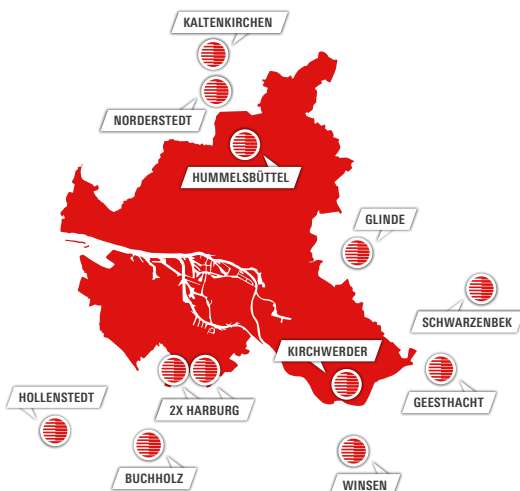 KALTENKIRCHEN
NORDERSTEDT
HUMMELSBÜTTEL
GLINDE
SCHWARZENBEK
KIRCHWERDER
HOLLENSTEDT
2X HARBURG
GEESTHACHT
BUCHHOLZ
WINSEN